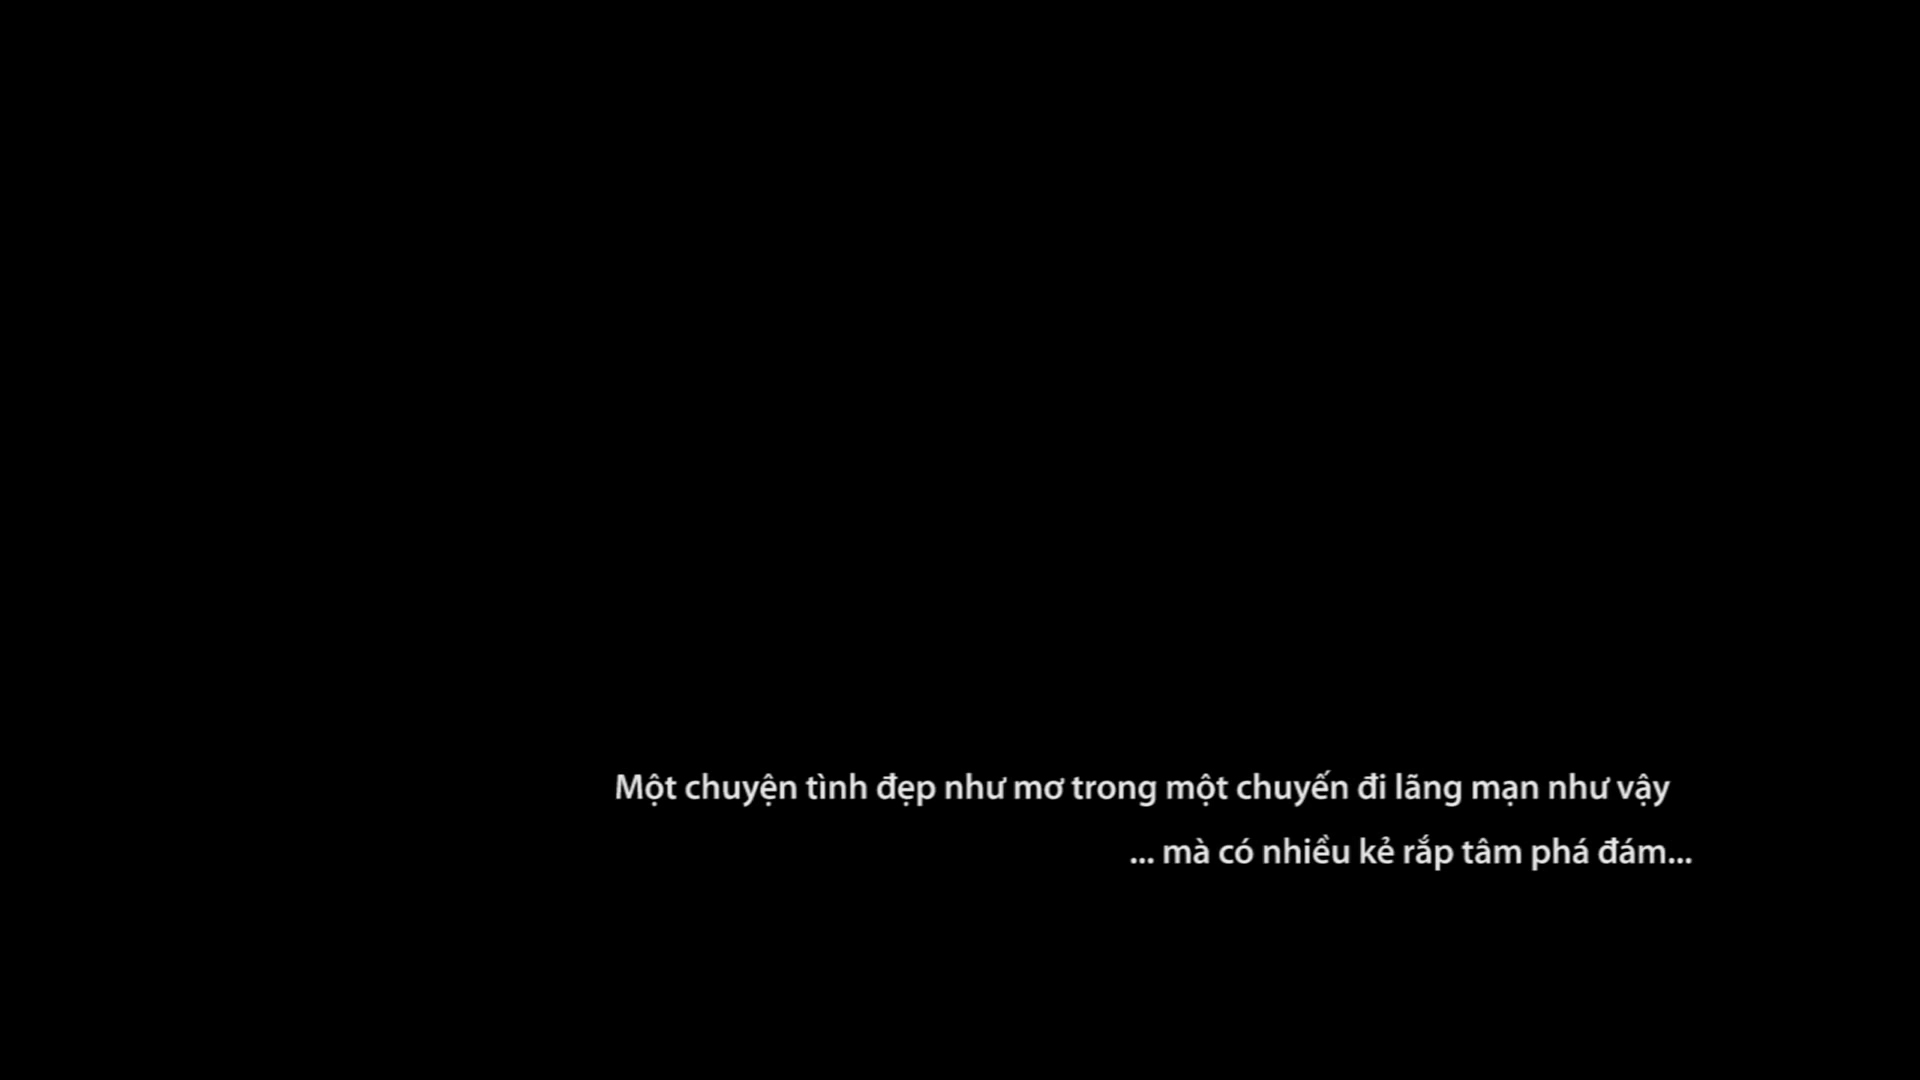 Một chuyện tình đẹp như mơ trong một chuyến đi lãng mạn như vậy
... mà có nhiều kẻ rắp tâm phá đám...